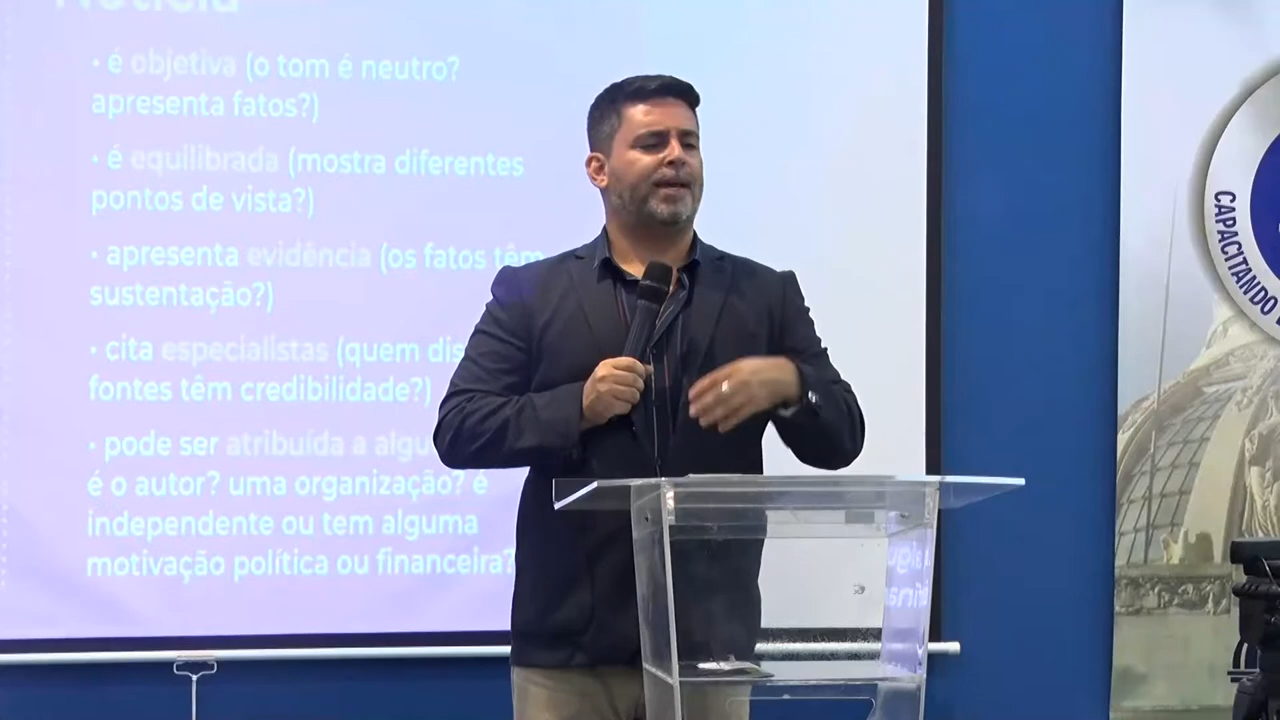 Notícia
• é objetiva (o tom é neutro?
apresenta fatos?)
• é equilibrada (mostra diferentes
pontos de vista?)
• apresenta evidência (os fatos têm
sustentação?)
• cita especialistas (quem
fontes têm credibilidade?)
• pode ser atribuída a
é o autor? uma organização? é
independente ou tem alguma
motivação política ou financeira?
CAPACITANDO